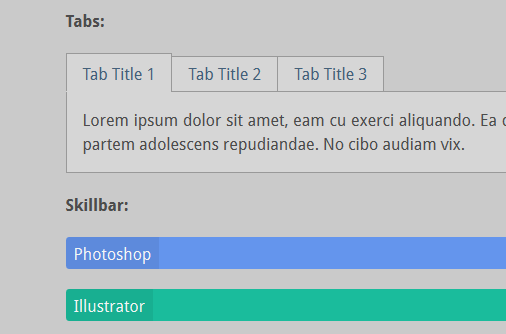 Tabs:
Tab Title 1 Tab Title 2 Tab Title 3
Lorem ipsum dolor sit amet, eam cu exerci aliquando. Ea
partem adolescens repudiandae. No cibo audiam vix.
Skillbar:
Photoshop
Illustrator